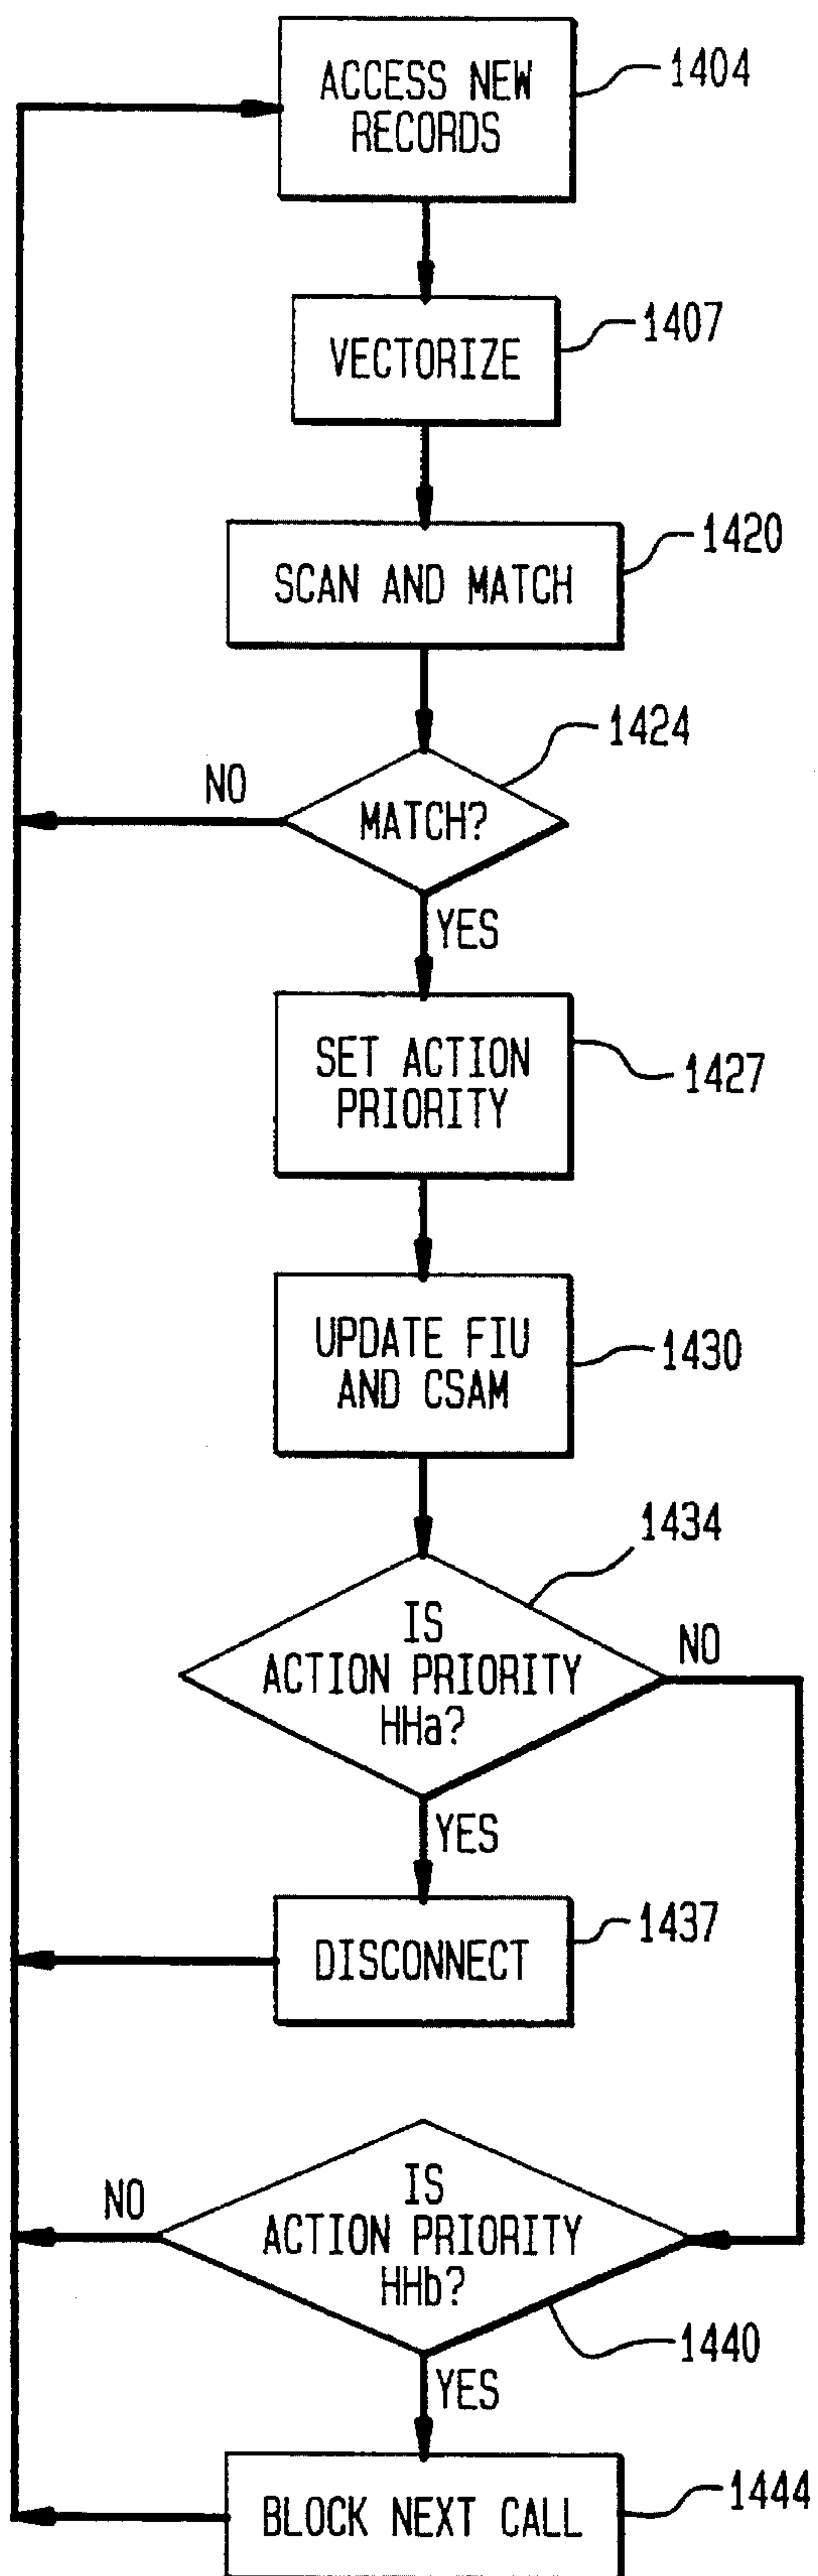 ACCESS NEW
RECORDS
1404
VECTORIZE
1407
SCAN AND MATCH
1420
MATCH?
1424
NO
YES
SET ACTION
PRIORITY
1427
UPDATE FIU
AND CSAM
1430
IS
ACTION PRIORITY
HHa?
1434
NO
YES
DISCONNECT
1437
IS
ACTION PRIORITY
HHb?
1440
NO
YES
BLOCK NEXT CALL
1444